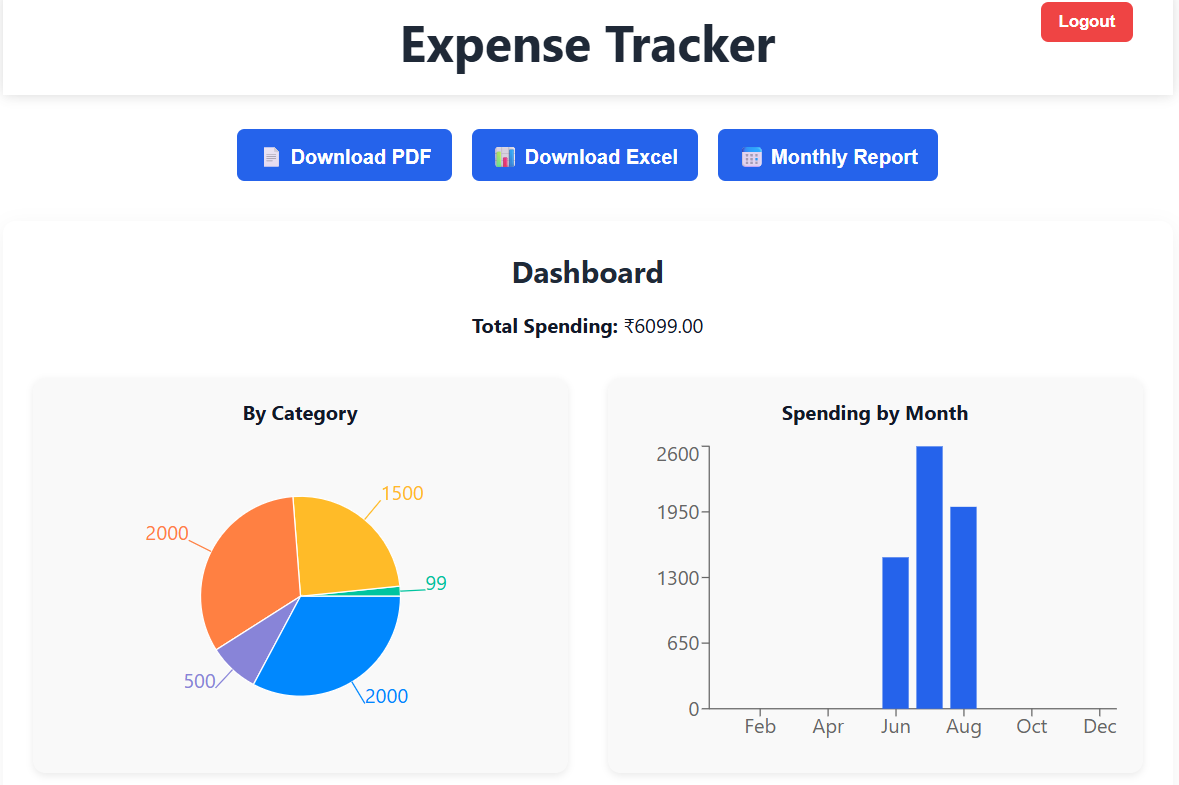 Expense Tracker
Logout
Download PDF
Download Excel
Monthly Report
Dashboard
Total Spending: ₹6099.00
By Category
1500
2000
99
500
2000
Spending by Month
2600
1950
1300
650
0
Feb Apr Jun Aug Oct Dec